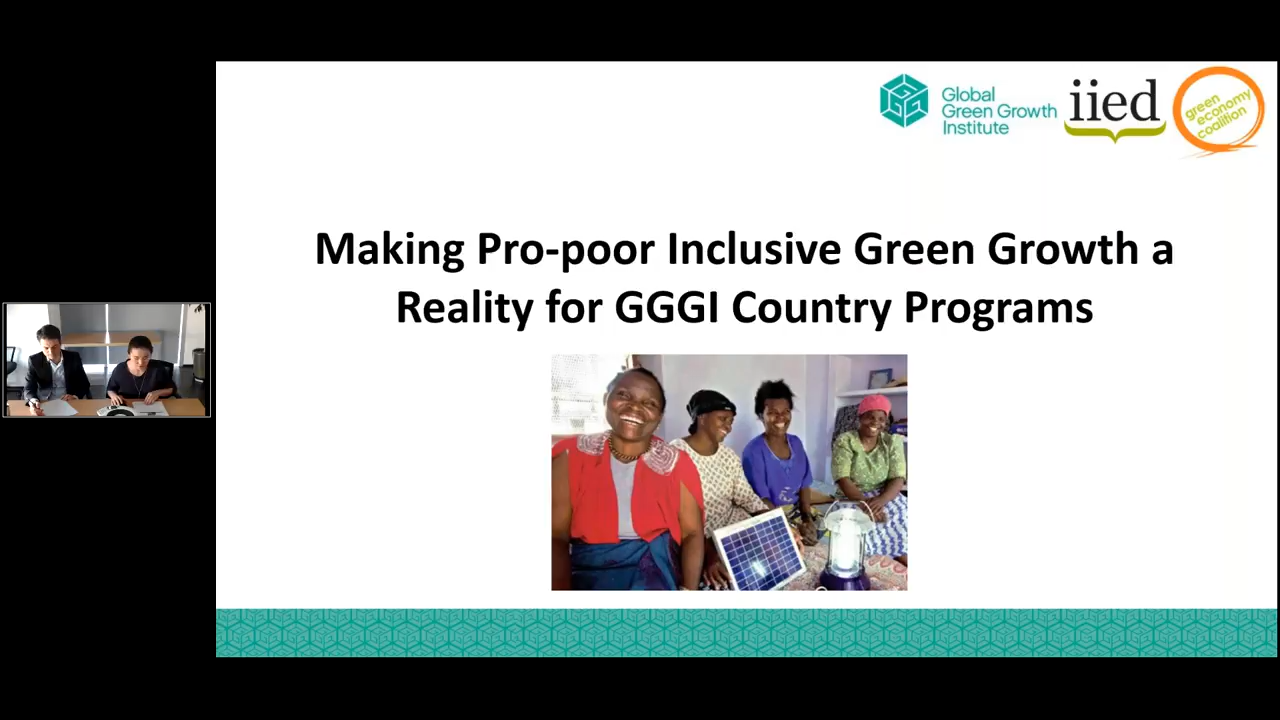 Global
Green Growth
Institute
iied
green
economy
coalition
Making Pro-poor Inclusive Green Growth a
Reality for GGGI Country Programs